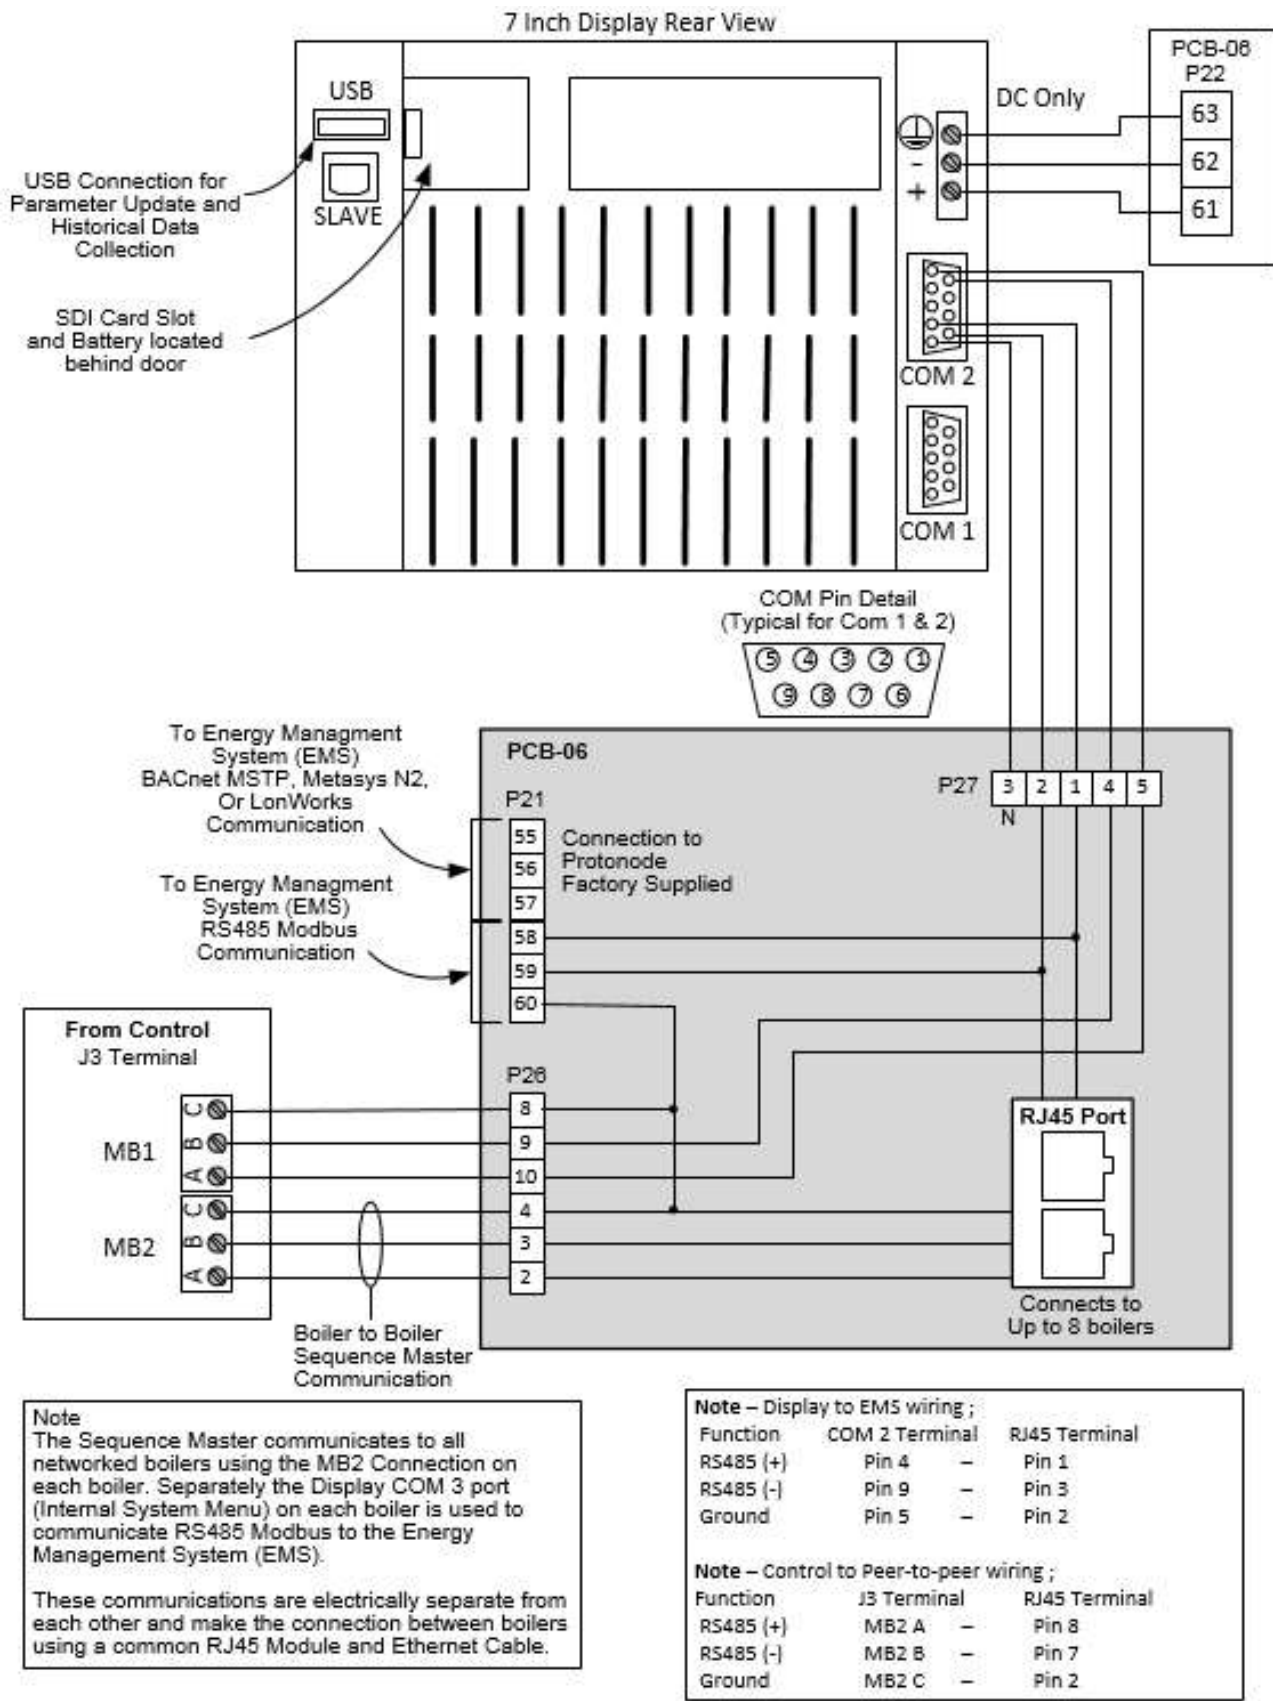 7 Inch Display Rear View
USB
SLAVE
USB Connection for
Parameter Update and
Historical Data
Collection
SDI Card Slot
and Battery located
behind door
DC Only
-
+
PCB-06
P22
63
62
61
COM 2
COM 1
COM Pin Detail
(Typical for Com 1 & 2)
5 4 3 2 1
9 8 7 6
To Energy Managment
System (EMS)
BACnet MSTP, Metasys N2,
Or LonWorks
Communication
To Energy Managment
System (EMS)
RS485 Modbus
Communication
PCB-06
P27 3 2 1 4 5
N
P21
55
56
57
58
59
60
Connection to
Protonode
Factory Supplied
From Control
J3 Terminal
MB1
C
B
A
MB2
C
B
A
P26
8
9
10
4
3
2
RJ45 Port
Connects to
Up to 8 boilers
Boiler to Boiler
Sequence Master
Communication
Note
The Sequence Master communicates to all
networked boilers using the MB2 Connection on
each boiler. Separately the Display COM 3 port
(Internal System Menu) on each boiler is used to
communicate RS485 Modbus to the Energy
Management System (EMS).
These communications are electrically separate from
each other and make the connection between boilers
using a common RJ45 Module and Ethernet Cable.
Note – Display to EMS wiring ;
Function COM 2 Terminal RJ45 Terminal
RS485 (+) Pin 4 – Pin 1
RS485 (-) Pin 9 – Pin 3
Ground Pin 5 – Pin 2
Note – Control to Peer-to-peer wiring ;
Function J3 Terminal RJ45 Terminal
RS485 (+) MB2 A – Pin 8
RS485 (-) MB2 B – Pin 7
Ground MB2 C – Pin 2